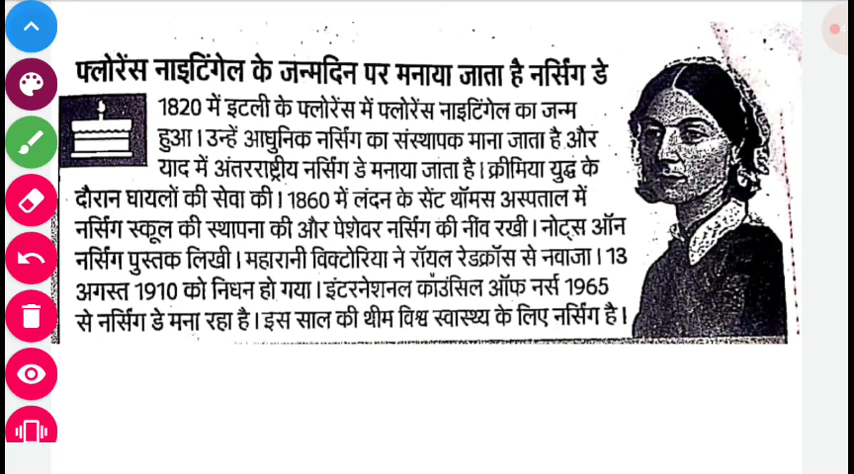 फ्लोरेंस नाइटिंगेल के जन्मदिन पर मनाया जाता है नर्सिंग डे
1820 में इटली के फ्लोरेंस में फ्लोरेंस नाइटिंगेल का जन्म
हुआ। उन्हें आधुनिक नर्सिंग का संस्थापक माना जाता है और
याद में अंतरराष्ट्रीय नर्सिंग डे मनाया जाता है। क्रीमिया युद्ध के
दौरान घायलों की सेवा की। 1860 में लंदन के सेंट थॉमस अस्पताल में
नर्सिंग स्कूल की स्थापना की और पेशेवर नर्सिंग की नींव रखी। नोट्स ऑन
नर्सिंग पुस्तक लिखी। महारानी विक्टोरिया ने रॉयल रेडक्रॉस से नवाजा। 13
अगस्त 1910 को निधन हो गया। इंटरनेशनल काउंसिल ऑफ नर्स 1965
से नर्सिंग डे मना रहा है। इस साल की थीम विश्व स्वास्थ्य के लिए नर्सिंग है।